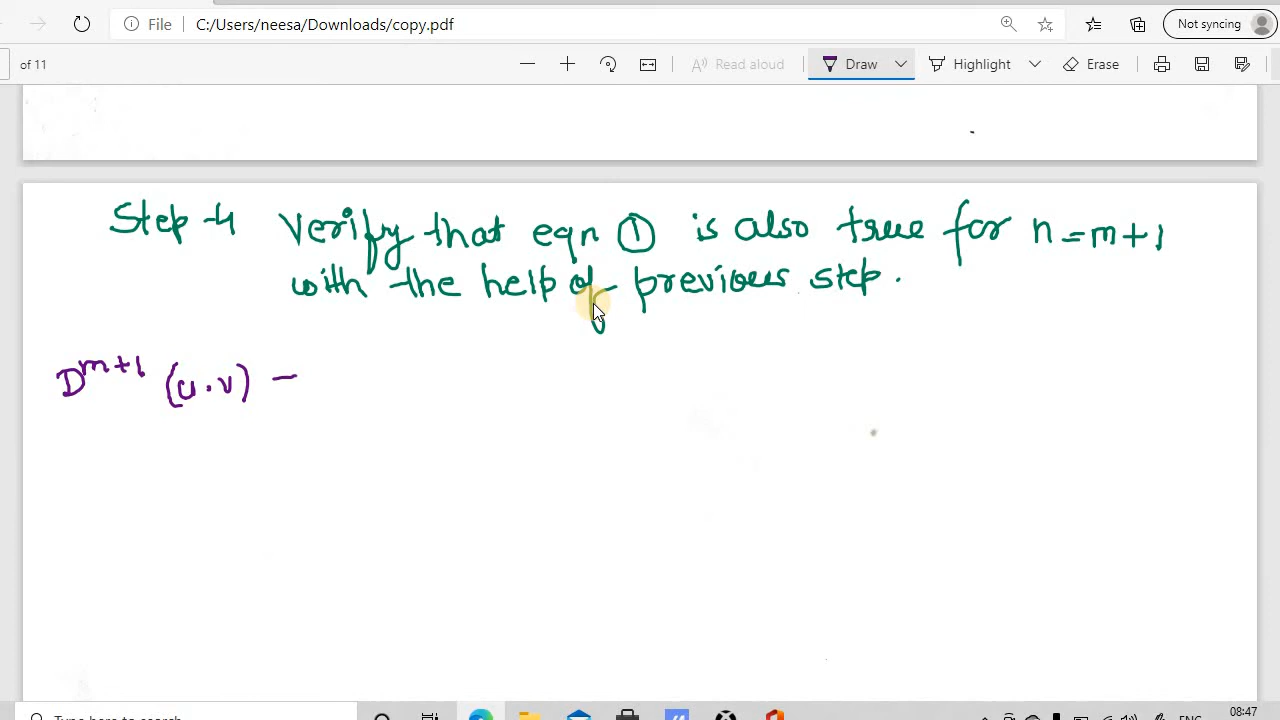 File C:/Users/neesa/Downloads/copy.pdf Not syncing
of 11 Read aloud Draw Highlight Erase
Step-4 Verify that eqn ① is also true for n=m+1
with the help of previous step.
D^m+1 (u.v) -
08:47